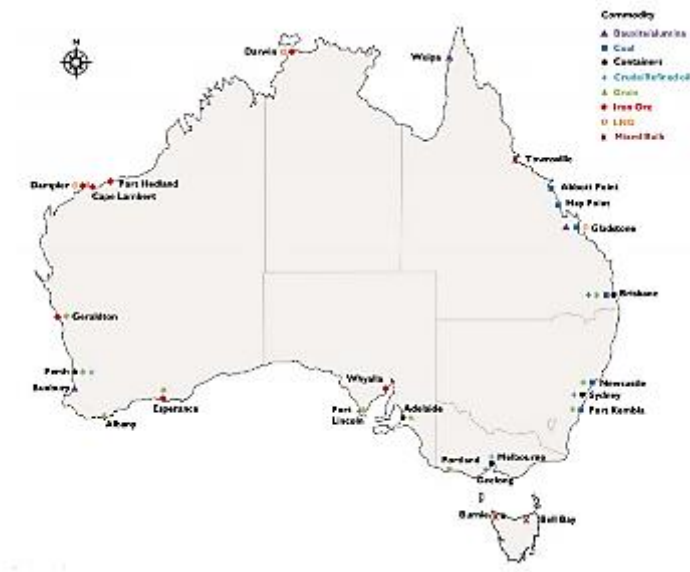 Commodity
Bauxite/alumina
Coal
Containers
Crude/Refined oil
Grain
Iron Ore
LNG
Mixed Bulk
N
Darwin
Weipa
Townsville
Abbott Point
Hay Point
Gladstone
Dampier
Port Hedland
Cape Lambert
Brisbane
Geraldton
Perth
Bunbury
Esperance
Albany
Whyalla
Port
Lincoln
Adelaide
Newcastle
Sydney
Port Kembla
Portland
Melbourne
Geelong
Burnie
Bell Bay